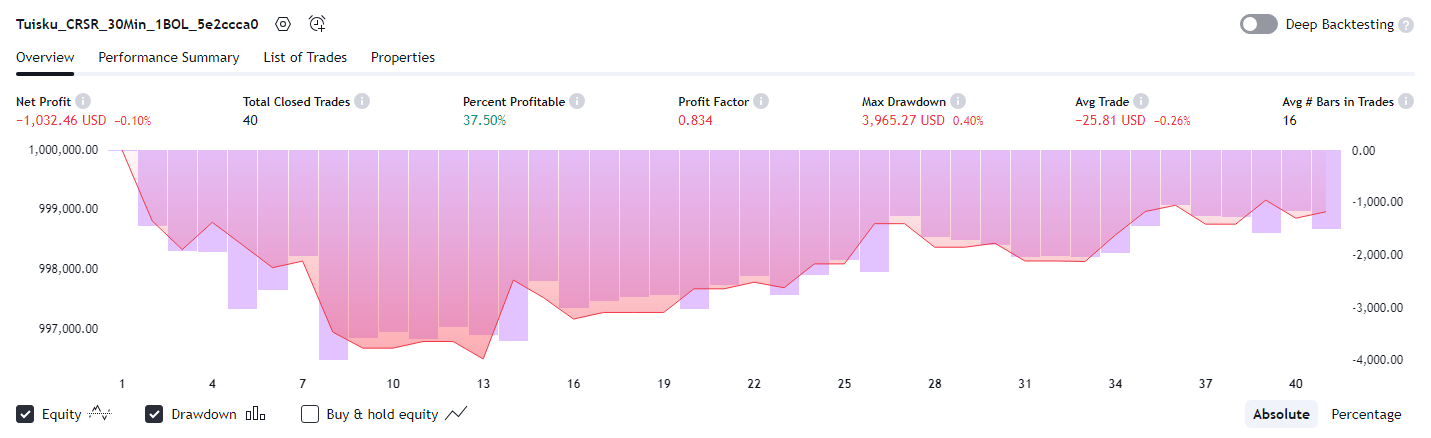 Tuisku_CRSR_30Min_1BOL_5e2ccca0 Deep Backtesting ?
Overview Performance Summary List of Trades Properties
Net Profit Total Closed Trades Percent Profitable Profit Factor Max Drawdown Avg Trade Avg # Bars in Trades
−1,032.46 USD −0.10% 40 37.50% 0.834 3,965.27 USD 0.40% −25.81 USD −0.26% 16
1,000,000.00 0.00
999,000.00 -1,000.00
998,000.00 -2,000.00
997,000.00 -3,000.00
-4,000.00
1 4 7 10 13 16 19 22 25 28 31 34 37 40
Equity Drawdown Buy & hold equity Absolute Percentage